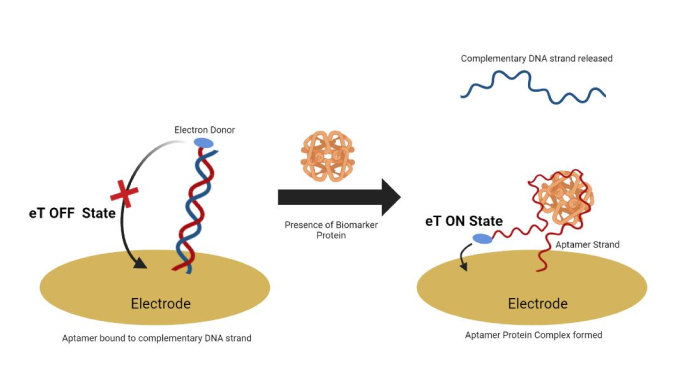 Complementary DNA strand released
Electron Donor
eT OFF State
Presence of Biomarker
Protein
eT ON State
Aptamer Strand
Electrode
Electrode
Aptamer bound to complementary DNA strand
Aptamer Protein Complex formed